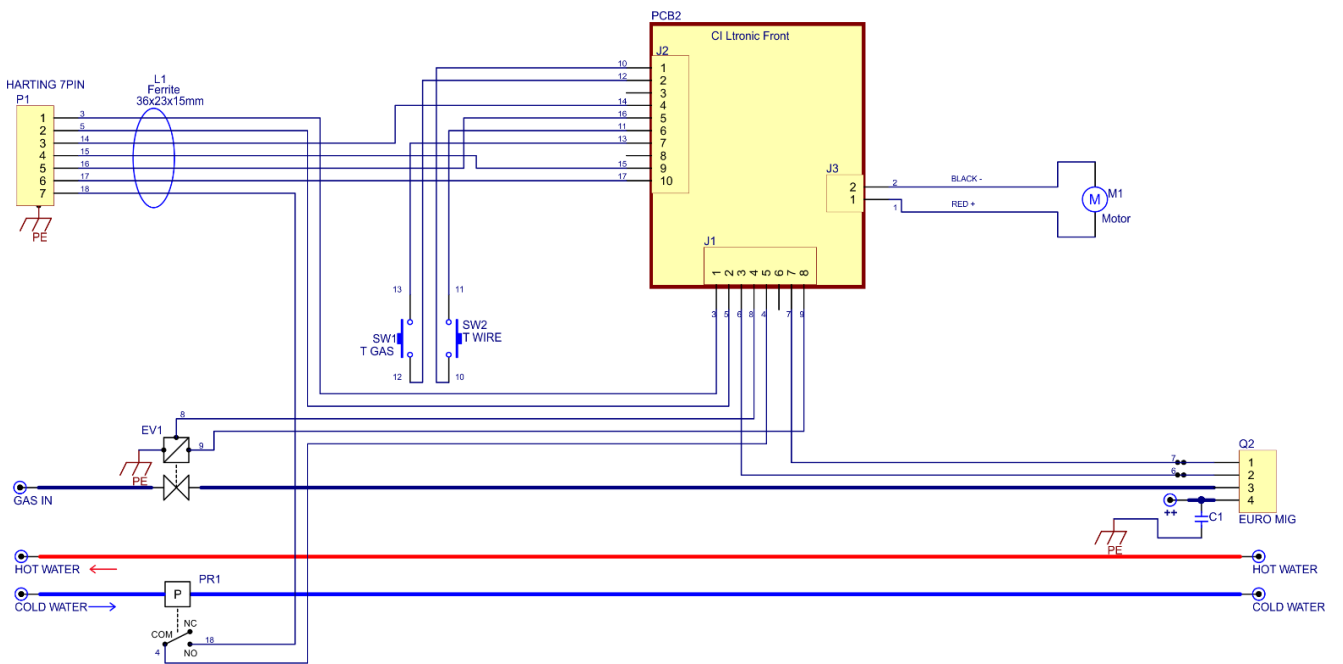 PCB2
CI Ltronic Front
J2
10 1
12 2
3
14 4
16 5
11 6
13 7
8
15 9
17 10
HARTING 7PIN
P1
L1
Ferrite
36x23x15mm
1 3
2 5
3 14
4 15
5 16
6 17
7 18
PE
J3
2 2 BLACK -
1 1 RED +
M M1
Motor
J1
1 2 3 4 5 6 7 8
3 5 6 8 4 7 9
13 11
SW1
T GAS
SW2
T WIRE
12 10
8
EV1
9
PE
GAS IN
Q2
7 1
6 2
3
4
++
C1
EURO MIG
PE
HOT WATER
HOT WATER
PR1
P
COLD WATER
COLD WATER
NC
COM
18
4
NO